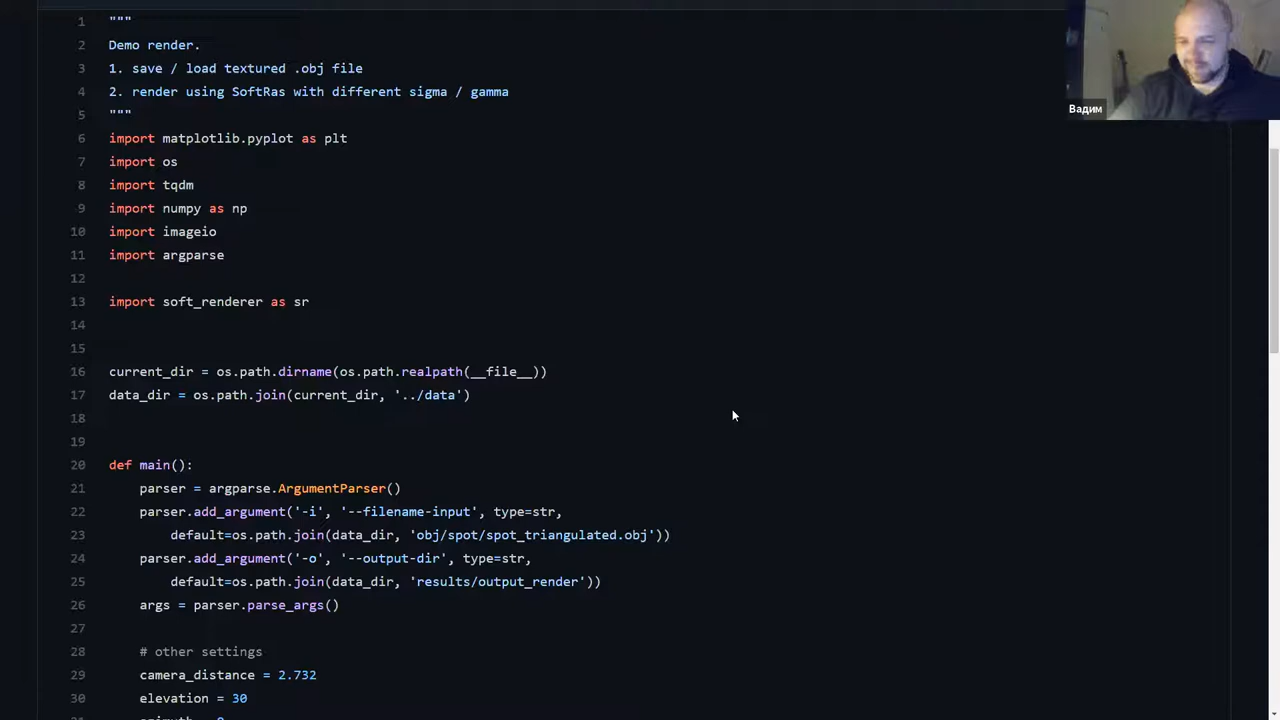 1 """
2 Demo render.
3 1. save / load textured .obj file
4 2. render using SoftRas with different sigma / gamma
5 """
6 import matplotlib.pyplot as plt
7 import os
8 import tqdm
9 import numpy as np
10 import imageio
11 import argparse
12
13 import soft_renderer as sr
14
15
16 current_dir = os.path.dirname(os.path.realpath(__file__))
17 data_dir = os.path.join(current_dir, '../data')
18
19
20 def main():
21 parser = argparse.ArgumentParser()
22 parser.add_argument('-i', '--filename-input', type=str,
23 default=os.path.join(data_dir, 'obj/spot/spot_triangulated.obj'))
24 parser.add_argument('-o', '--output-dir', type=str,
25 default=os.path.join(data_dir, 'results/output_render'))
26 args = parser.parse_args()
27
28 # other settings
29 camera_distance = 2.732
30 elevation = 30
Вадим